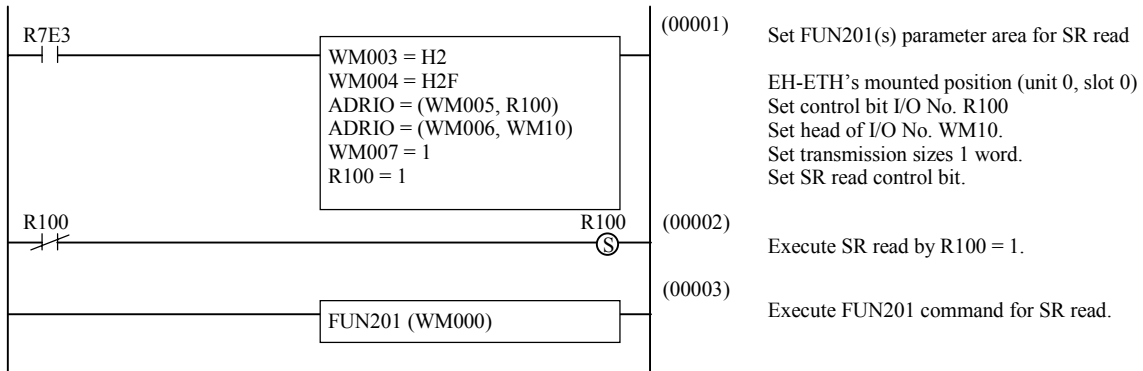 R7E3
(00001)
Set FUN201(s) parameter area for SR read
WM003 = H2
WM004 = H2F
EH-ETH's mounted position (unit 0, slot 0)
ADRIO = (WM005, R100)
Set control bit I/O No. R100
ADRIO = (WM006, WM10)
Set head of I/O No. WM10.
WM007 = 1
Set transmission sizes 1 word.
R100 = 1
Set SR read control bit.
R100
R100
(00002)
S
Execute SR read by R100 = 1.
(00003)
FUN201 (WM000)
Execute FUN201 command for SR read.